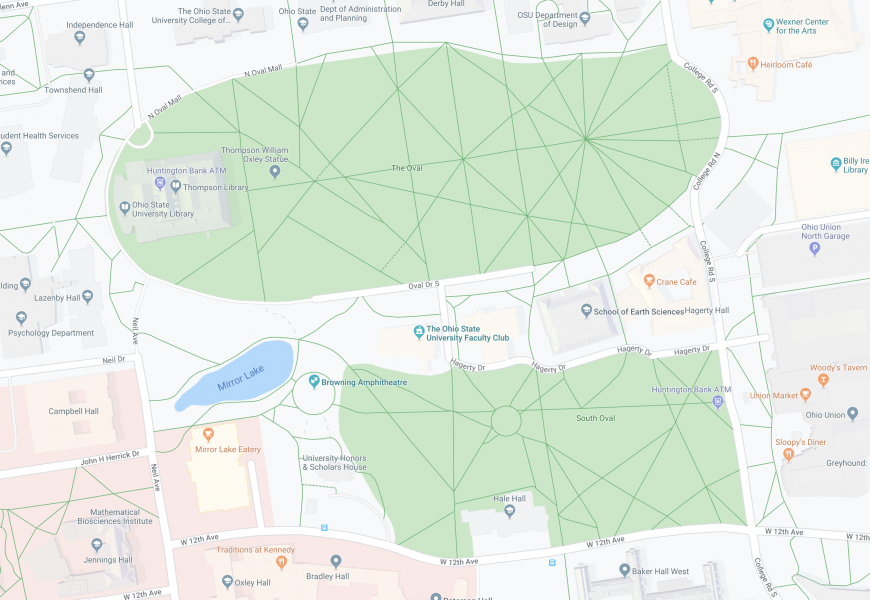 lenn Ave
Independence Hall
The Ohio State
University College of...
Ohio State
Dept of Administration
and Planning
Derby Hall
OSU Department
of Design
Wexner Center
for the Arts
Heirloom Café
and
vices
Townshend Hall
N Oval Mall
N Oval Mall
College Rd S
udent Health Services
Thompson William
Oxley Statue
The Oval
Huntington Bank ATM
Thompson Library
Ohio State
University Library
College Rd N
Billy Ire
Library
Ohio Union
North Garage
College Rd S
lding
Lazenby Hall
Psychology Department
Oval Dr S
Crane Cafe
School of Earth Sciences
Hagerty Hall
The Ohio State
University Faculty Club
Neil Ave
Neil Dr
Hagerty Dr
Hagerty Dr
Hagerty Dr
Hagerty Dr
Mirror Lake
Browning Amphitheatre
Woody's Tavern
Huntington Bank ATM
Union Market
Ohio Union
Campbell Hall
South Oval
Mirror Lake Eatery
Sloopy's Diner
John H Herrick Dr
University Honors
& Scholars House
Greyhound:
Neil Ave
Hale Hall
Mathematical
Biosciences Institute
Jennings Hall
W 12th Ave
W 12th Ave
W 12th Ave
W 12th Ave
W 12th
Traditions at Kennedy
Bradley Hall
Oxley Hall
Baker Hall West
College Rd S
W 12th Ave